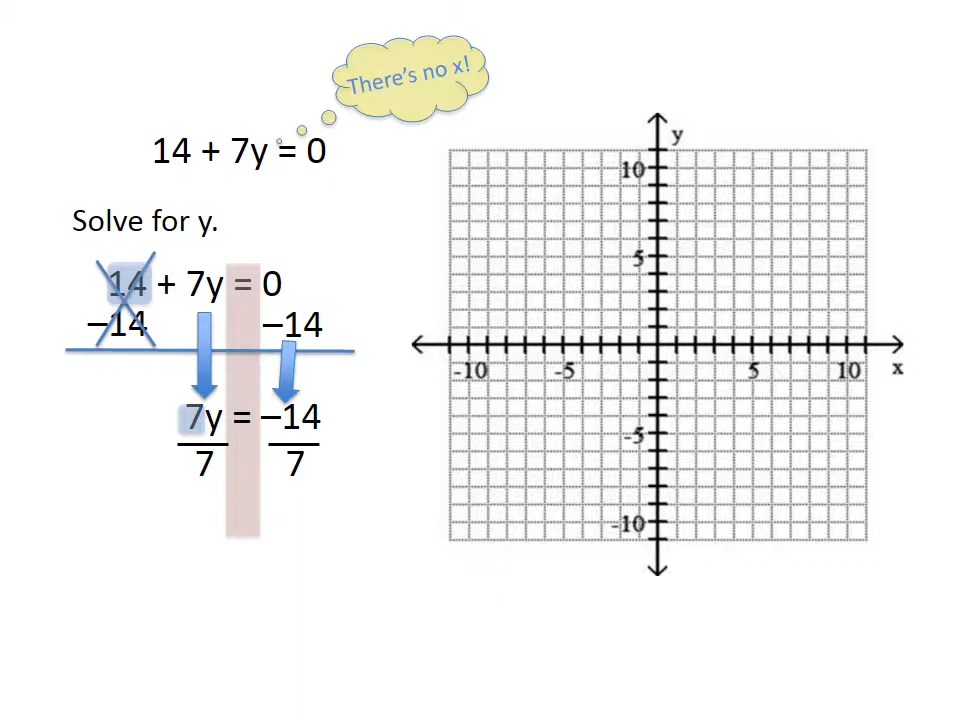 There's no x!
14 + 7y = 0
Solve for y.
14 + 7y = 0
–14 –14
7y = –14
7 7
y
10
5
-10 -5 5 10 x
-5
-10